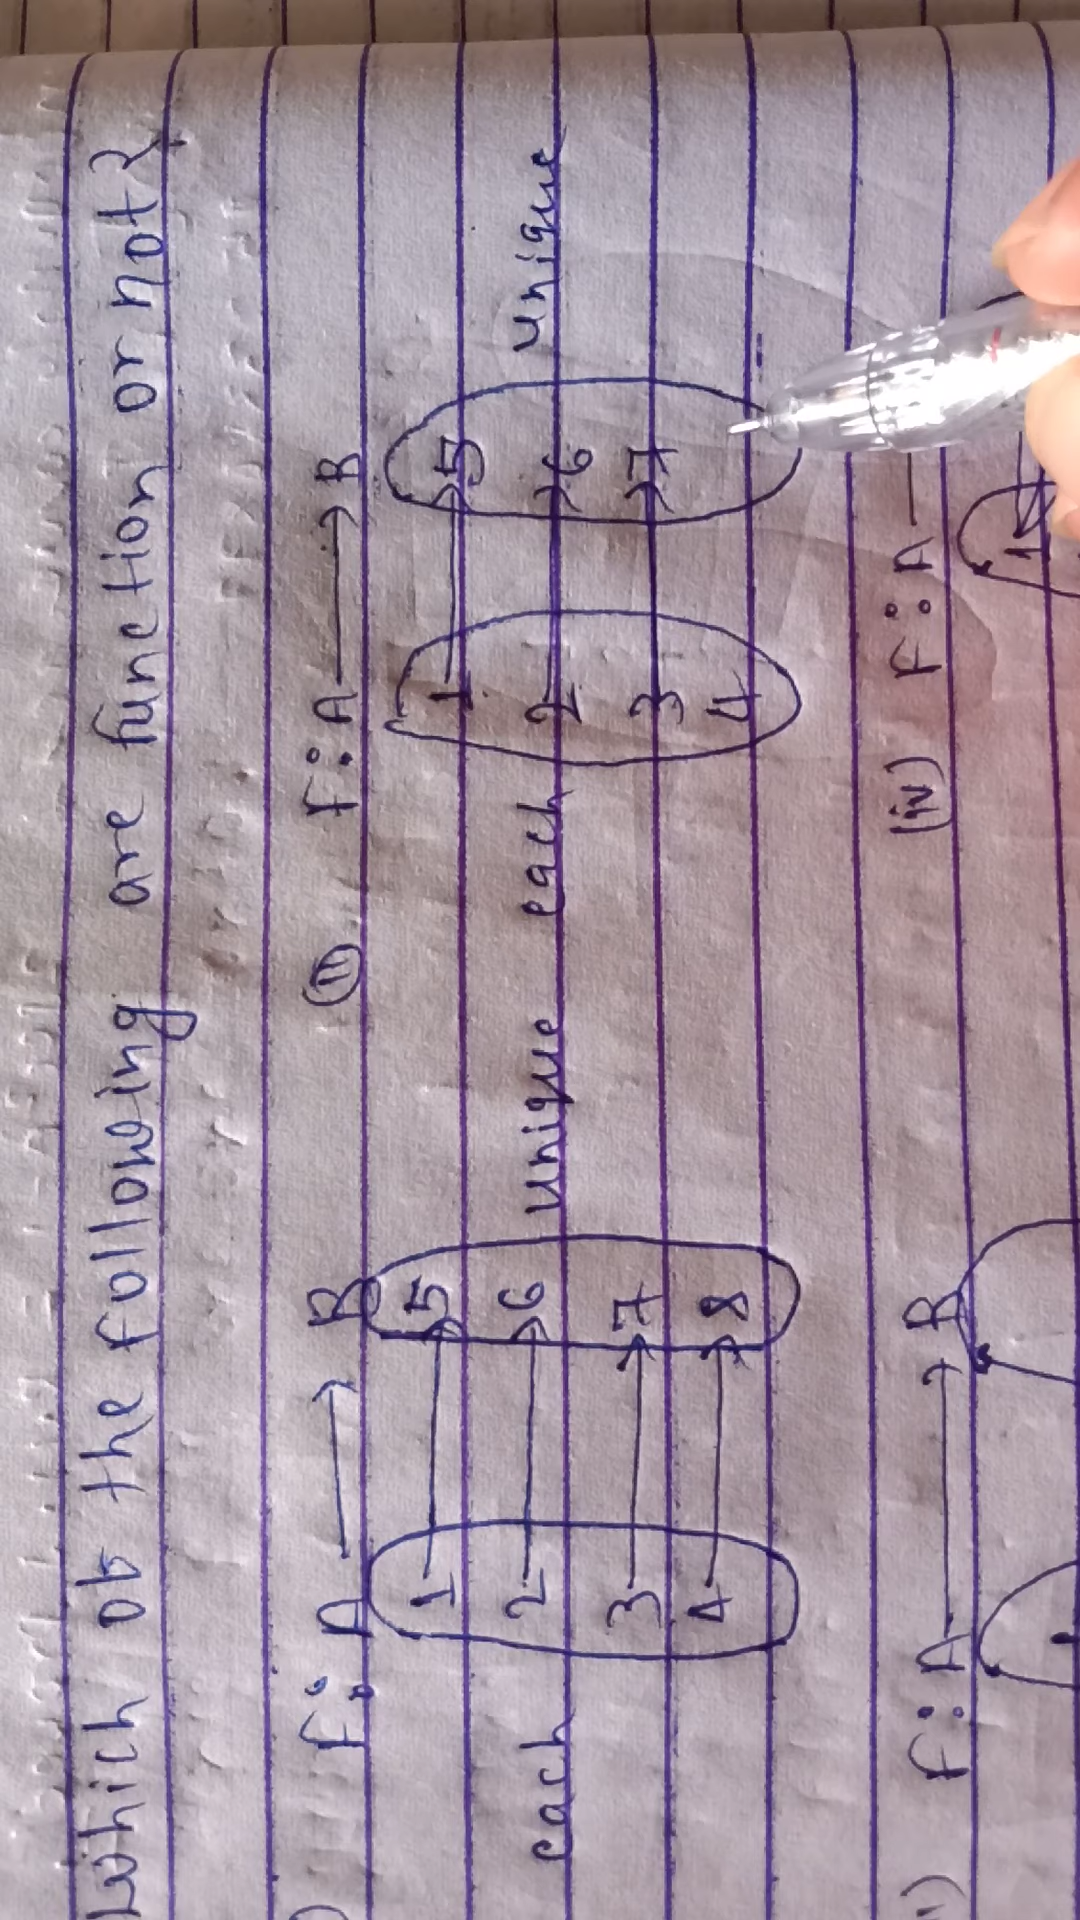 Which of the following are function or not?
) F: A → B (II) F: A → B
1 → 5 1 → 5
each 2 → 6 unique each 2 → 6 unique
3 → 7 3 → 7
4 → 8 4
) F: A → B (iv) F: A
1